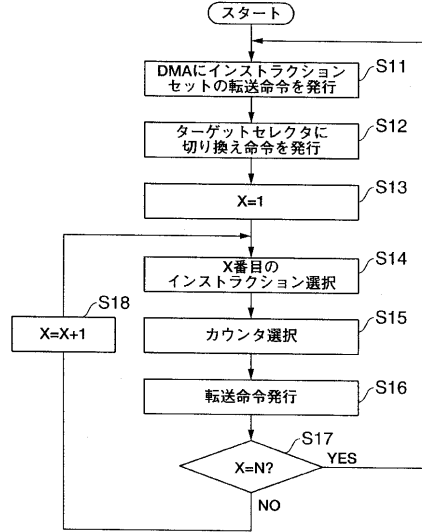 スタート
DMAにインストラクション
セットの転送命令を発行
S11
ターゲットセレクタに
切り換え命令を発行
S12
X=1
S13
X番目の
インストラクション選択
S14
カウンタ選択
S15
転送命令発行
S16
X=N?
S17
YES
NO
X=X+1
S18